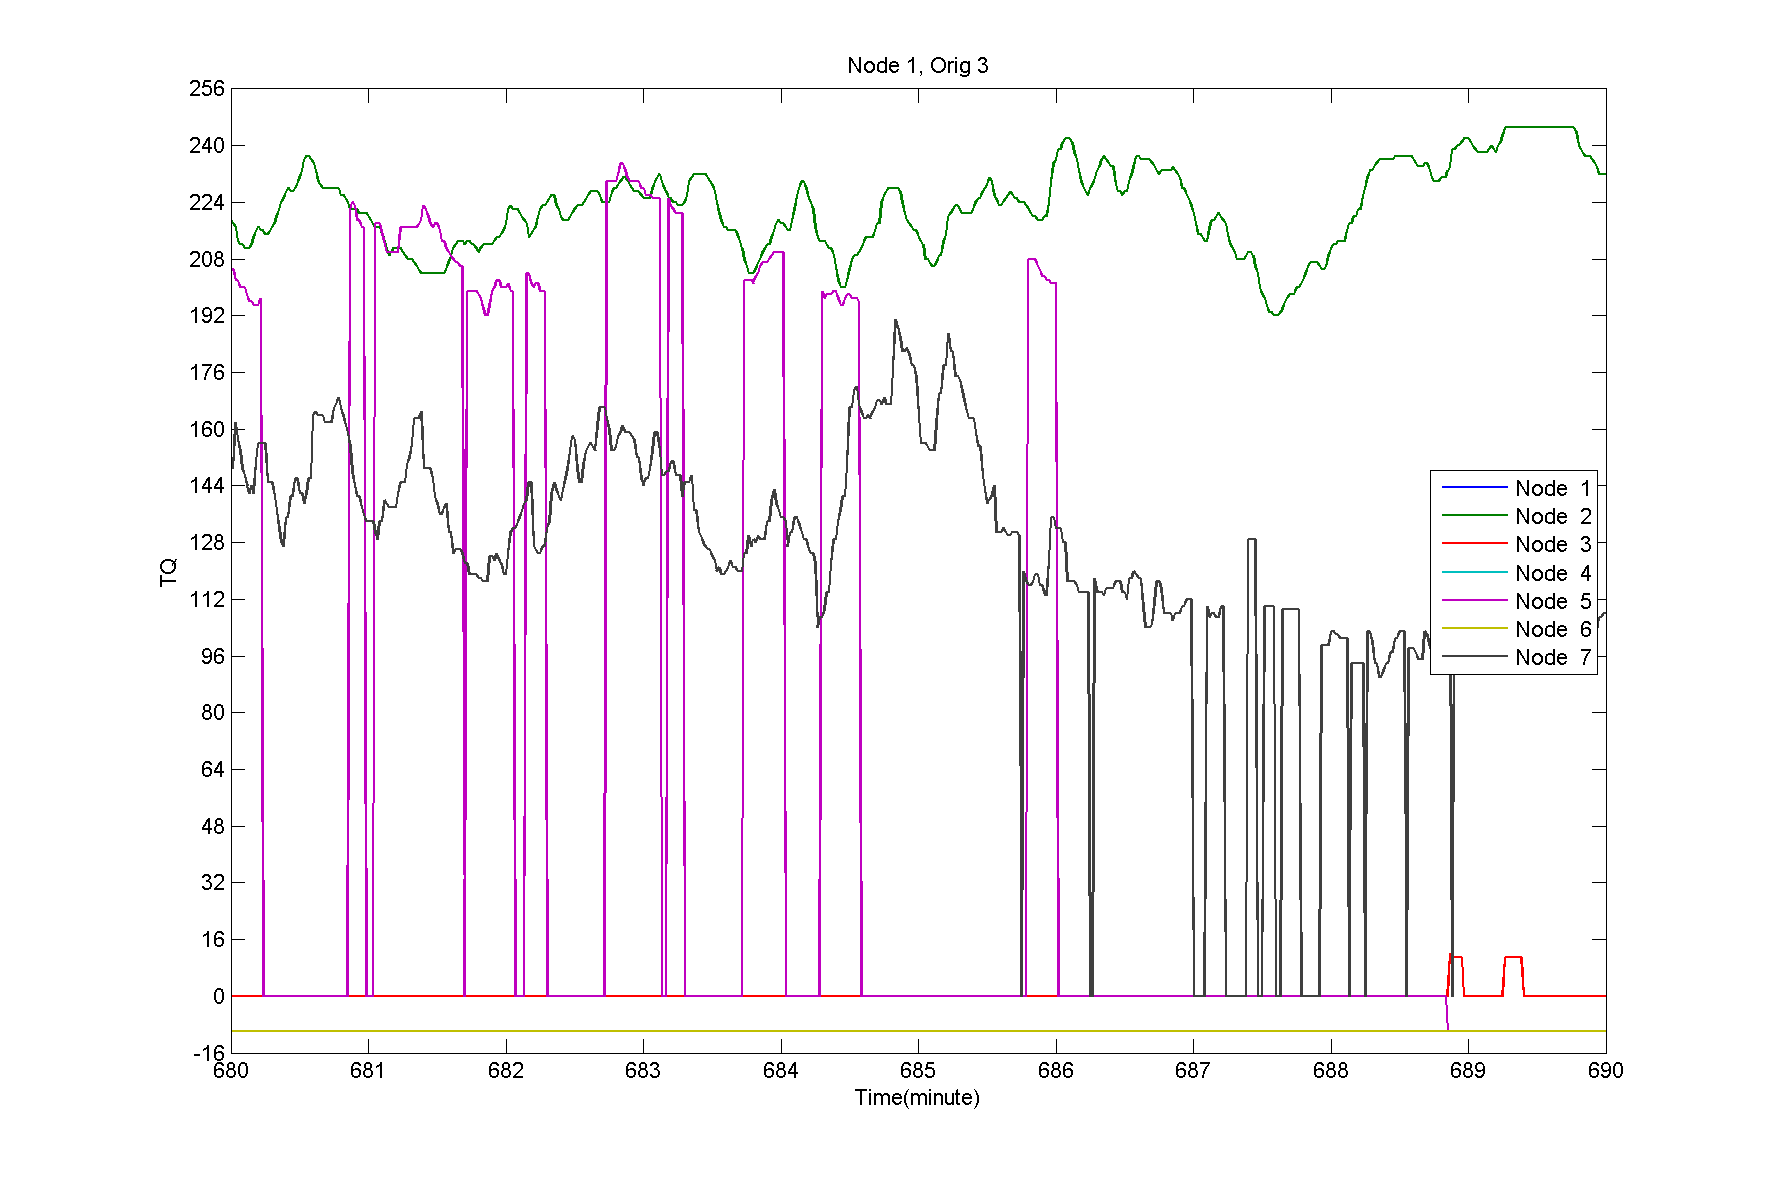 Node 1, Orig 3
256
240
224
208
192
176
160
144
128
112
96
80
64
48
32
16
0
-16
TQ
680 681 682 683 684 685 686 687 688 689 690
Time(minute)
Node 1
Node 2
Node 3
Node 4
Node 5
Node 6
Node 7